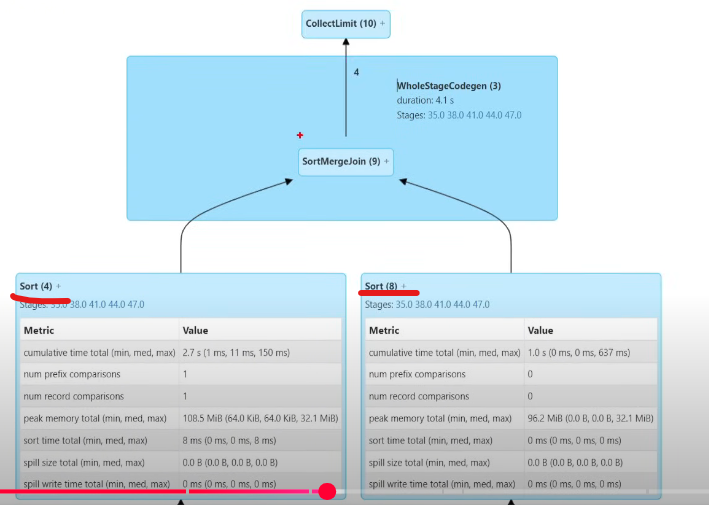 CollectLimit (10) +
4
WholeStageCodegen (3)
duration: 4.1 s
Stages: 35.0 38.0 41.0 44.0 47.0
SortMergeJoin (9) +
Sort (4) +
Stages: 35.0 38.0 41.0 44.0 47.0
Metric Value
cumulative time total (min, med, max) 2.7 s (1 ms, 11 ms, 150 ms)
num prefix comparisons 1
num record comparisons 1
peak memory total (min, med, max) 108.5 MiB (64.0 KiB, 64.0 KiB, 32.1 MiB)
sort time total (min, med, max) 8 ms (0 ms, 0 ms, 8 ms)
spill size total (min, med, max) 0.0 B (0.0 B, 0.0 B, 0.0 B)
spill write time total (min, med, max) 0 ms (0 ms, 0 ms, 0 ms)
Sort (8) +
Stages: 35.0 38.0 41.0 44.0 47.0
Metric Value
cumulative time total (min, med, max) 1.0 s (0 ms, 0 ms, 637 ms)
num prefix comparisons 0
num record comparisons 0
peak memory total (min, med, max) 96.2 MiB (0.0 B, 0.0 B, 32.1 MiB)
sort time total (min, med, max) 0 ms (0 ms, 0 ms, 0 ms)
spill size total (min, med, max) 0.0 B (0.0 B, 0.0 B, 0.0 B)
spill write time total (min, med, max) 0 ms (0 ms, 0 ms, 0 ms)